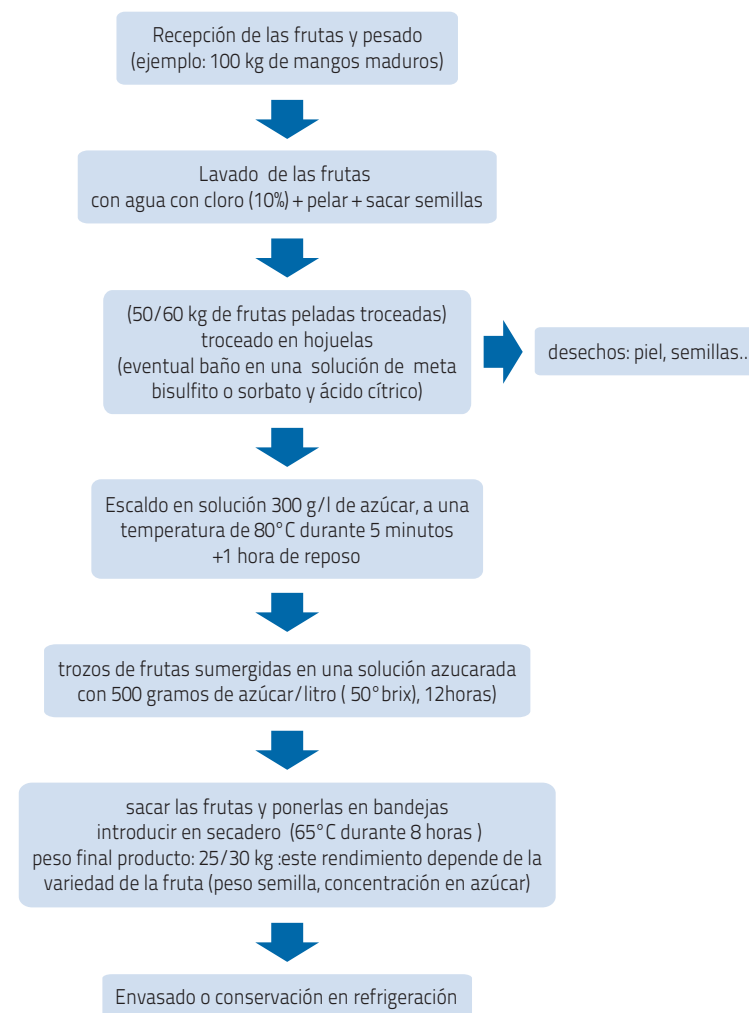 Recepción de las frutas y pesado
(ejemplo: 100 kg de mangos maduros)
Lavado de las frutas
con agua con cloro (10%) + pelar + sacar semillas
(50/60 kg de frutas peladas troceadas)
troceado en hojuelas
(eventual baño en una solución de meta
bisulfito o sorbato y ácido cítrico)
desechos: piel, semillas..
Escaldo en solución 300 g/l de azúcar, a una
temperatura de 80°C durante 5 minutos
+1 hora de reposo
trozos de frutas sumergidas en una solución azucarada
con 500 gramos de azúcar/litro ( 50°brix), 12horas)
sacar las frutas y ponerlas en bandejas
introducir en secadero (65°C durante 8 horas )
peso final producto: 25/30 kg :este rendimiento depende de la
variedad de la fruta (peso semilla, concentración en azúcar)
Envasado o conservación en refrigeración